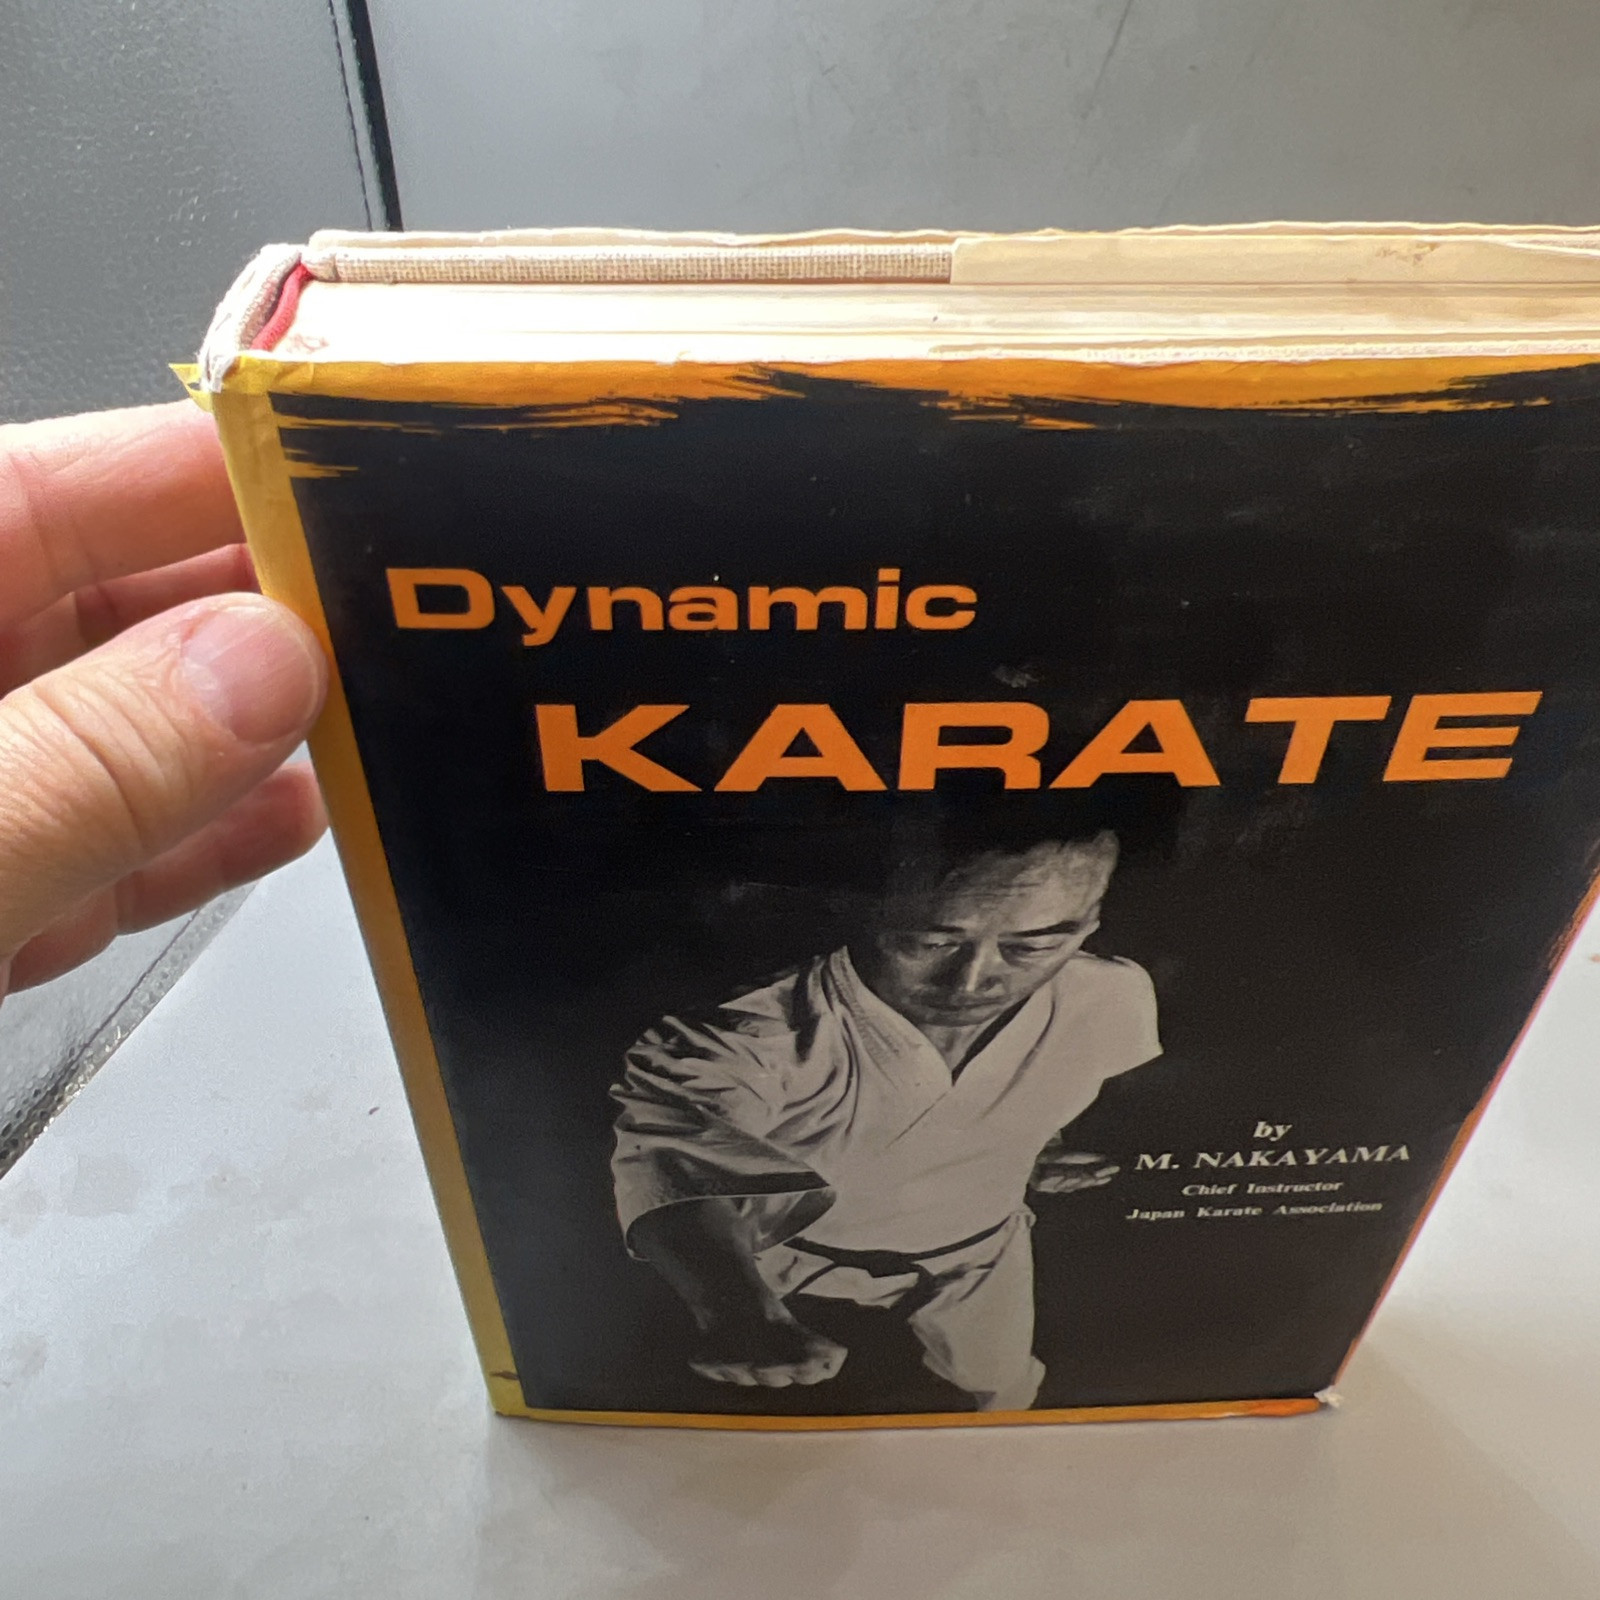 Dynamic
KARATE
by
M. NAKAYAMA
Chief Instructor
Japan Karate Association